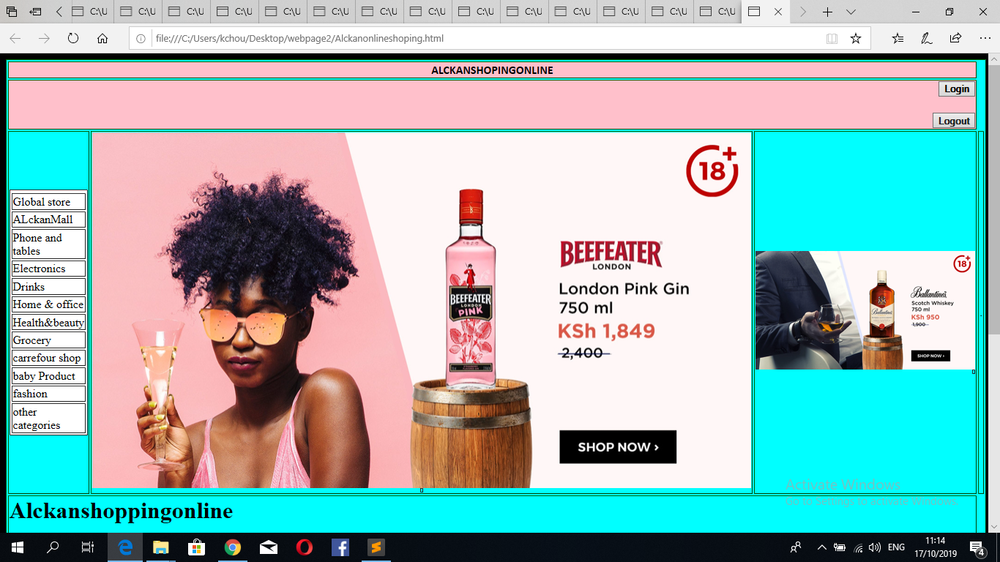 C:\U C:\U C:\U C:\U C:\U C:\U C:\U C:\U C:\U C:\U C:\U C:\U C:\U C:\U
file:///C:/Users/kchou/Desktop/webpage2/Alckanonlineshoping.html
ALCKANSHOPINGONLINE
Login
Logout
Global store
ALckanMall
Phone and
tables
Electronics
Drinks
Home & office
Health&beauty
Grocery
carrefour shop
baby Product
fashion
other
categories
18+
BEEFEATER
LONDON
London Pink Gin
750 ml
KSh 1,849
2,400
SHOP NOW ›
BEEFEATER
LONDON
PINK
18+
Ballantine's
Scotch Whiskey
750 ml
KSh 950
1,900
SHOP NOW ›
Activate Windows
Go to Settings to activate Windows.
Alckanshoppingonline
ENG
11:14
17/10/2019
4